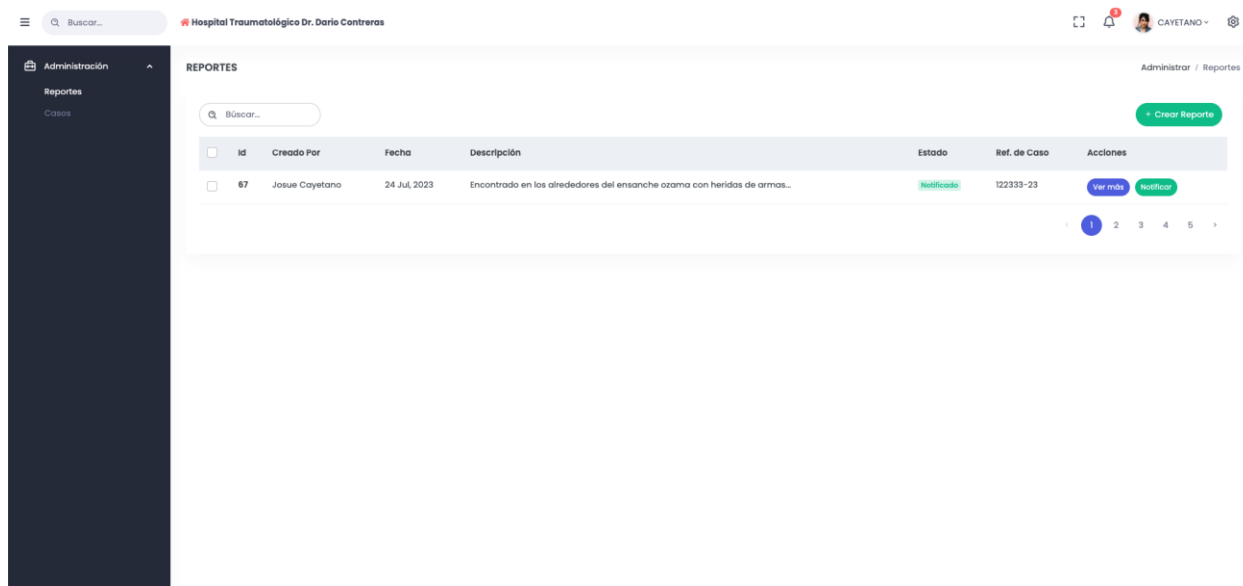 Buscar...
Hospital Traumatológico Dr. Dario Contreras
3
CAYETANO
Administración
Reportes
Casos
REPORTES
Administrar / Reportes
Búscar...
+ Crear Reporte
Id Creado Por Fecha Descripción Estado Ref. de Caso Acciones
67 Josue Cayetano 24 Jul, 2023 Encontrado en los alrededores del ensanche ozama con heridas de armas... Notificado 122333-23 Ver más Notificar
‹ 1 2 3 4 5 ›